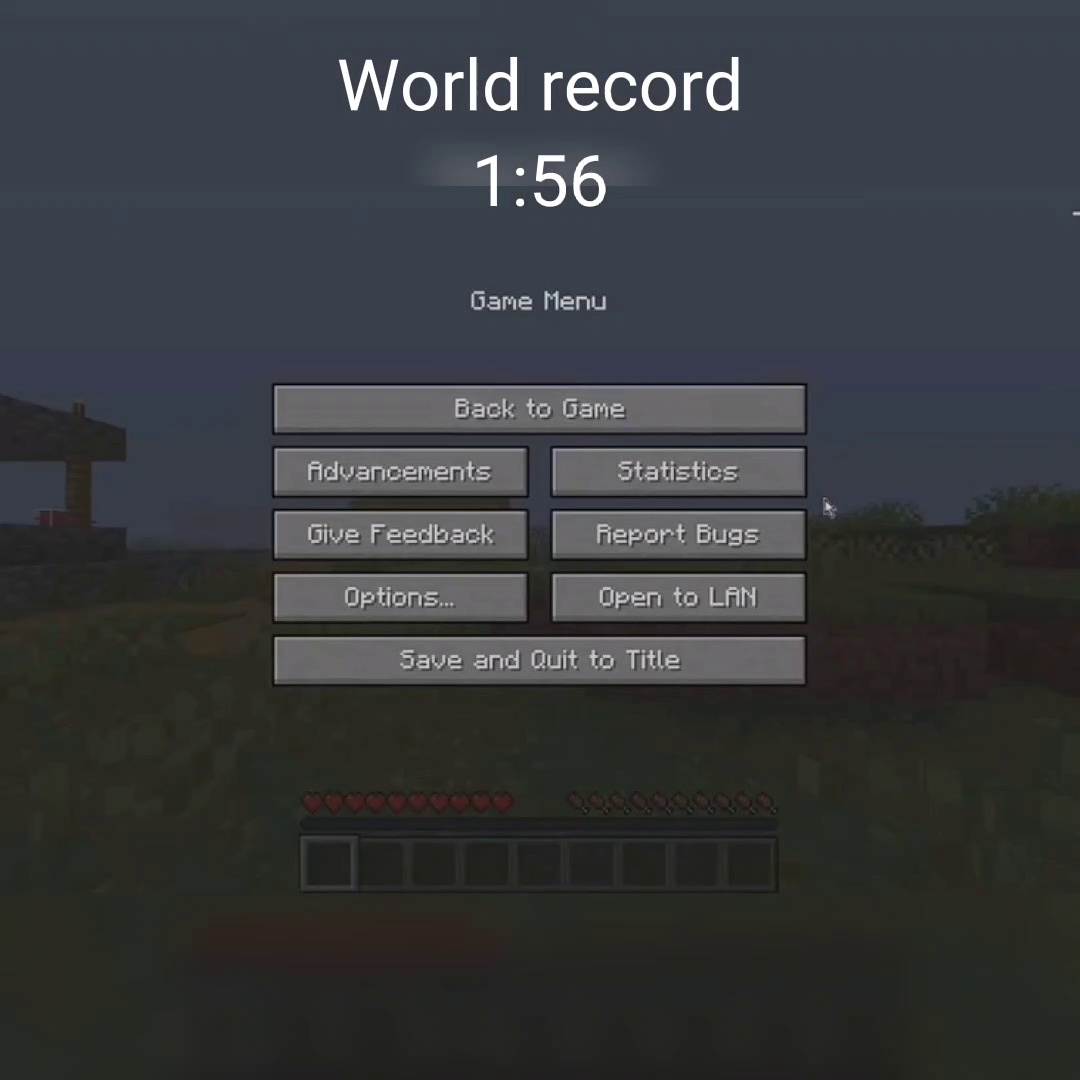 World record
1:56
Game Menu
Back to Game
Advancements
Statistics
Give Feedback
Report Bugs
Options...
Open to LAN
Save and Quit to Title